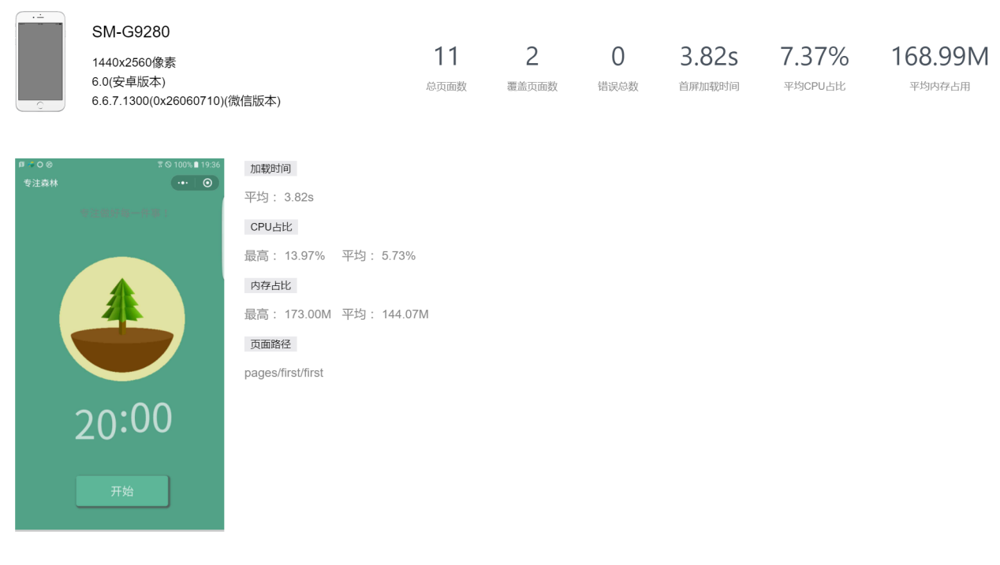 SM-G9280
1440x2560像素
6.0(安卓版本)
6.6.7.1300(0x26060710)(微信版本)
11
总页面数
2
覆盖页面数
0
错误总数
3.82s
首屏加载时间
7.37%
平均CPU占比
168.99M
平均内存占用
100% 19:36
专注森林
20:00
开始
加载时间
平均： 3.82s
CPU占比
最高： 13.97% 平均： 5.73%
内存占比
最高： 173.00M 平均： 144.07M
页面路径
pages/first/first